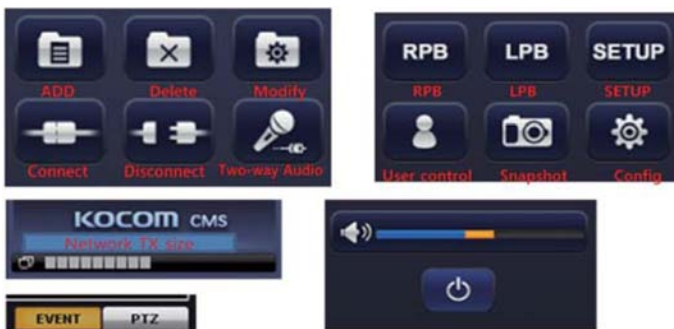 ADD Delete Modify
Connect Disconnect Two-way Audio
RPB LPB SETUP
RPB LPB SETUP
User control Snapshot Config
KOCOM CMS
Network TX size
EVENT PTZ